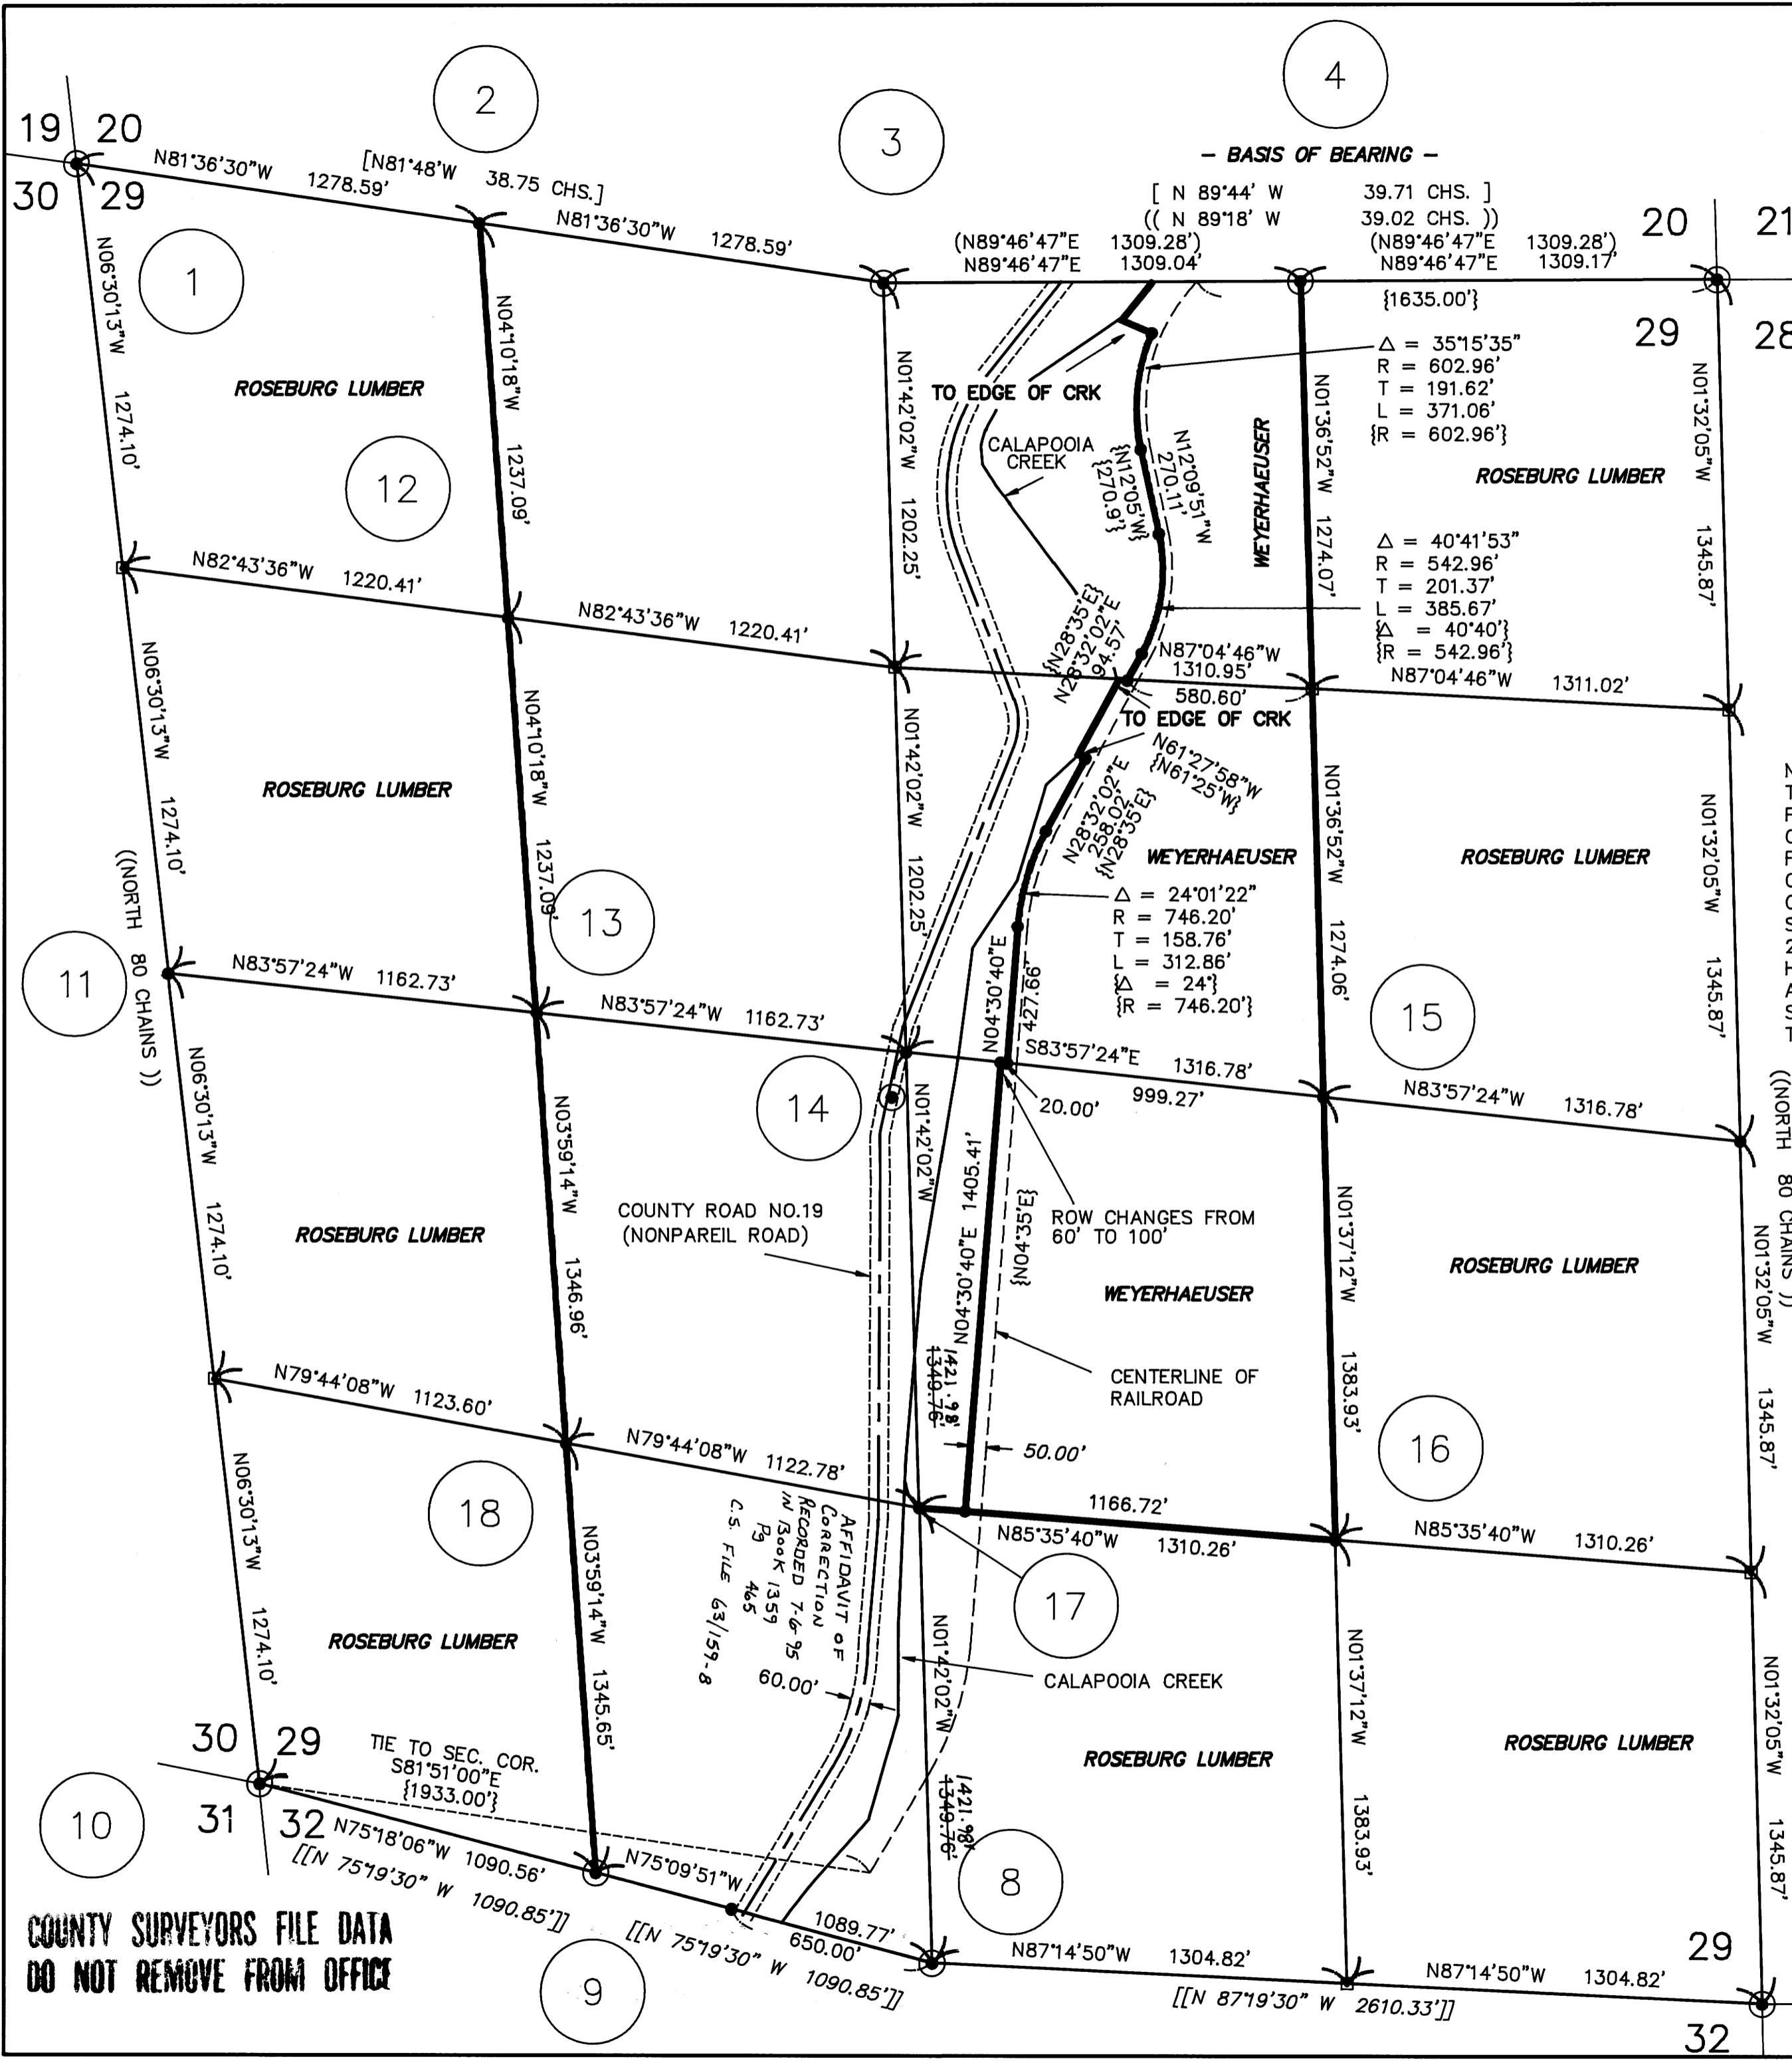 2
3
4
19 20
30 29
N81°36'30"W 1278.59'
[N81°48'W 38.75 CHS.]
N81°36'30"W 1278.59'
- BASIS OF BEARING -
[ N 89°44' W 39.71 CHS. ]
(( N 89°18' W 39.02 CHS. ))
(N89°46'47"E 1309.28')
N89°46'47"E 1309.04'
(N89°46'47"E 1309.28')
N89°46'47"E 1309.17'
{1635.00'}
20 21
29 28
1
N06°30'13"W 1274.10'
ROSEBURG LUMBER
N04°10'18"W 1237.09'
12
N01°42'02"W 1202.25'
TO EDGE OF CRK
CALAPOOIA
CREEK
N12°09'51"W
270.11'
{N12°05'W}
{270.9'}
WEYERHAEUSER
N01°36'52"W 1274.07'
Δ = 35°15'35"
R = 602.96'
T = 191.62'
L = 371.06'
{R = 602.96'}
ROSEBURG LUMBER
N01°32'05"W 1345.87'
Δ = 40°41'53"
R = 542.96'
T = 201.37'
L = 385.67'
{Δ = 40°40'}
{R = 542.96'}
N82°43'36"W 1220.41'
N82°43'36"W 1220.41'
{N28°35'E}
N28°32'02"E
94.57'
N87°04'46"W
1310.95'
580.60'
N87°04'46"W 1311.02'
TO EDGE OF CRK
N61°27'58"W
{N61°25'W}
N06°30'13"W 1274.10'
ROSEBURG LUMBER
N04°10'18"W 1237.09'
N01°42'02"W 1202.25'
N28°32'02"E
258.02'
{N28°35'E}
WEYERHAEUSER
N01°36'52"W 1274.06'
ROSEBURG LUMBER
N01°32'05"W 1345.87'
((NORTH 80 CHAINS ))
13
11
Δ = 24°01'22"
R = 746.20'
T = 158.76'
L = 312.86'
{Δ = 24°}
{R = 746.20'}
N04°30'40"E
427.66'
15
N83°57'24"W 1162.73'
N83°57'24"W 1162.73'
S83°57'24"E 1316.78'
999.27'
N83°57'24"W 1316.78'
20.00'
14
((NORTH 80 CHAINS ))
N06°30'13"W 1274.10'
N03°59'14"W 1346.96'
N01°42'02"W
1421.98'
1349.76'
N04°30'40"E 1405.41'
{N04°35'E}
ROW CHANGES FROM
60' TO 100'
COUNTY ROAD NO.19
(NONPAREIL ROAD)
ROSEBURG LUMBER
WEYERHAEUSER
N01°37'12"W 1383.93'
ROSEBURG LUMBER
N01°32'05"W 1345.87'
CENTERLINE OF
RAILROAD
50.00'
16
N79°44'08"W 1123.60'
N79°44'08"W 1122.78'
1166.72'
N85°35'40"W 1310.26'
N85°35'40"W 1310.26'
18
17
AFFIDAVIT OF
CORRECTION
RECORDED 7-6-95
IN BOOK 1359
Pg 465
C.S. FILE 63/159-8
N06°30'13"W 1274.10'
ROSEBURG LUMBER
N03°59'14"W 1345.65'
60.00'
CALAPOOIA CREEK
N01°42'02"W
1421.98'
1349.76'
ROSEBURG LUMBER
N01°37'12"W 1383.93'
ROSEBURG LUMBER
N01°32'05"W 1345.87'
30 29
31 32
TIE TO SEC. COR.
S81°51'00"E
{1933.00'}
10
N75°18'06"W 1090.56'
[[N 75°19'30" W 1090.85']]
N75°09'51"W
1089.77'
650.00'
[[N 75°19'30" W 1090.85']]
8
9
N87°14'50"W 1304.82'
N87°14'50"W 1304.82'
[[N 87°19'30" W 2610.33']]
29
32
COUNTY SURVEYORS FILE DATA
DO NOT REMOVE FROM OFFICE